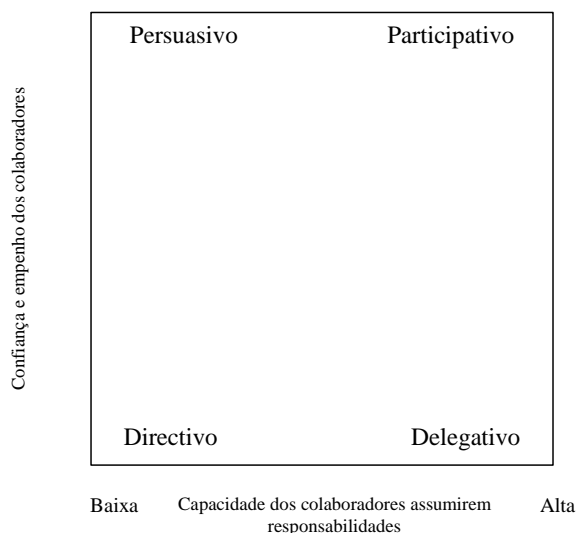 Persuasivo Participativo
Confiança e empenho dos colaboradores
Directivo Delegativo
Baixa Capacidade dos colaboradores assumirem Alta
responsabilidades